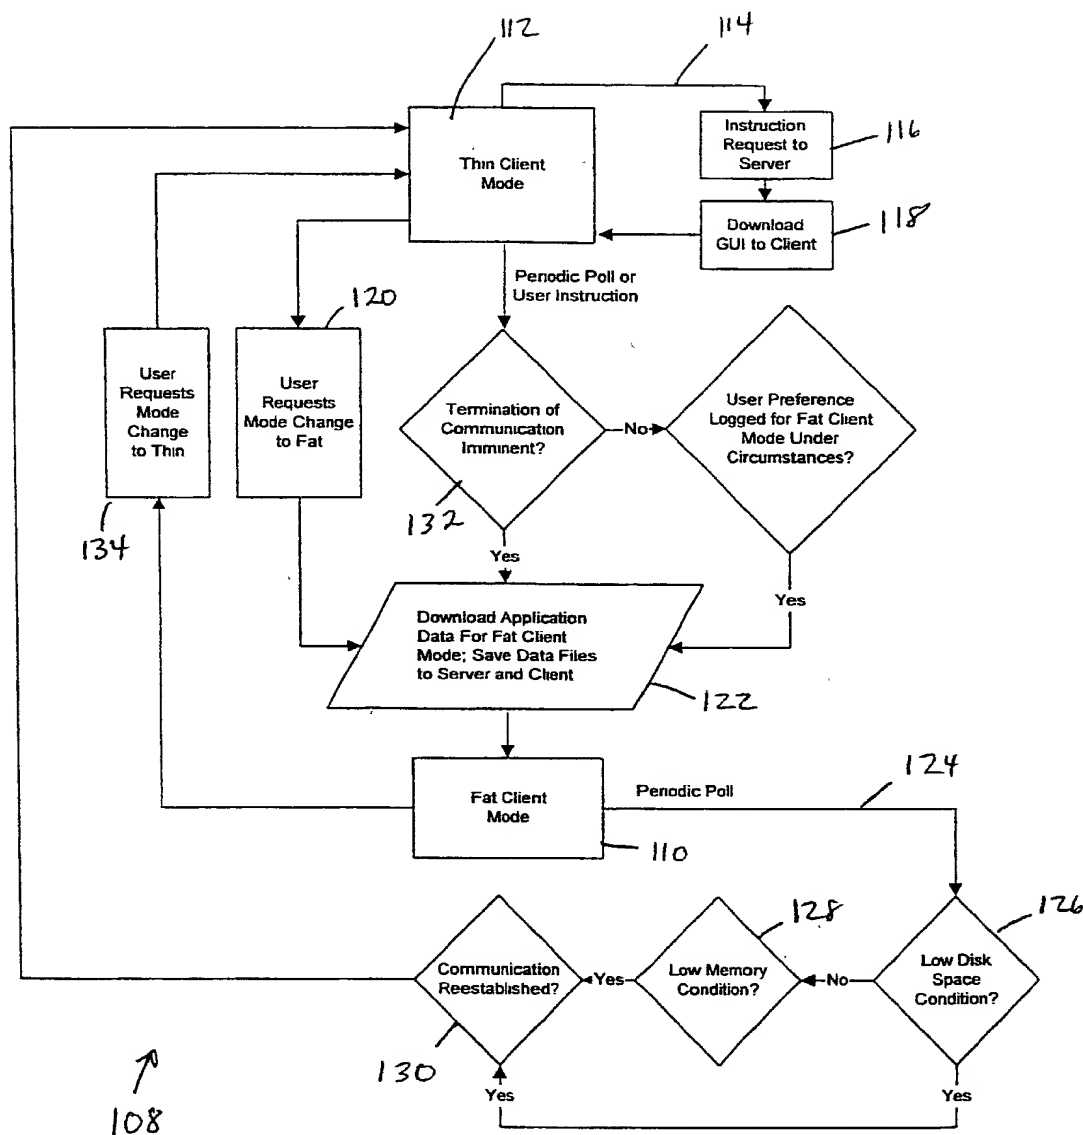 112
114
Thin Client
Mode
Instruction
Request to
Server
116
Download
GUI to Client
118
Periodic Poll or
User Instruction
120
User
Requests
Mode
Change
to Thin
134
User
Requests
Mode Change
to Fat
Termination of
Communication
Imminent?
132
No
User Preference
Logged for Fat Client
Mode Under
Circumstances?
Yes
Yes
Download Application
Data For Fat Client
Mode; Save Data Files
to Server and Client
122
Fat Client
Mode
110
Periodic Poll
124
Low Disk
Space
Condition?
126
No
Low Memory
Condition?
128
Yes
Communication
Reestablished?
130
Yes
Yes
108